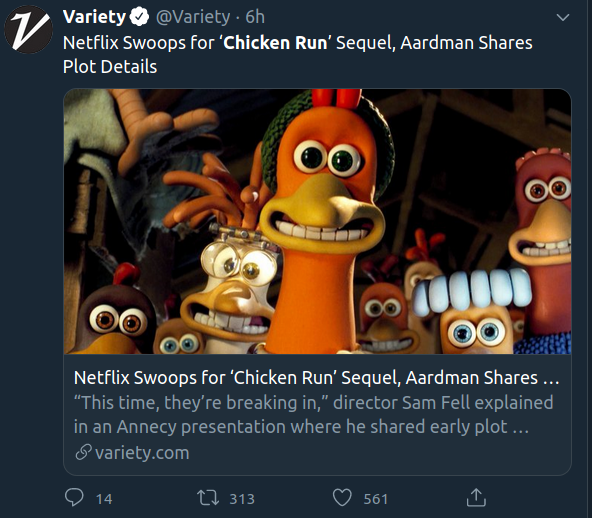 Variety @Variety · 6h
Netflix Swoops for ‘Chicken Run’ Sequel, Aardman Shares
Plot Details
Netflix Swoops for ‘Chicken Run’ Sequel, Aardman Shares ...
“This time, they’re breaking in,” director Sam Fell explained
in an Annecy presentation where he shared early plot ...
variety.com
14 313 561